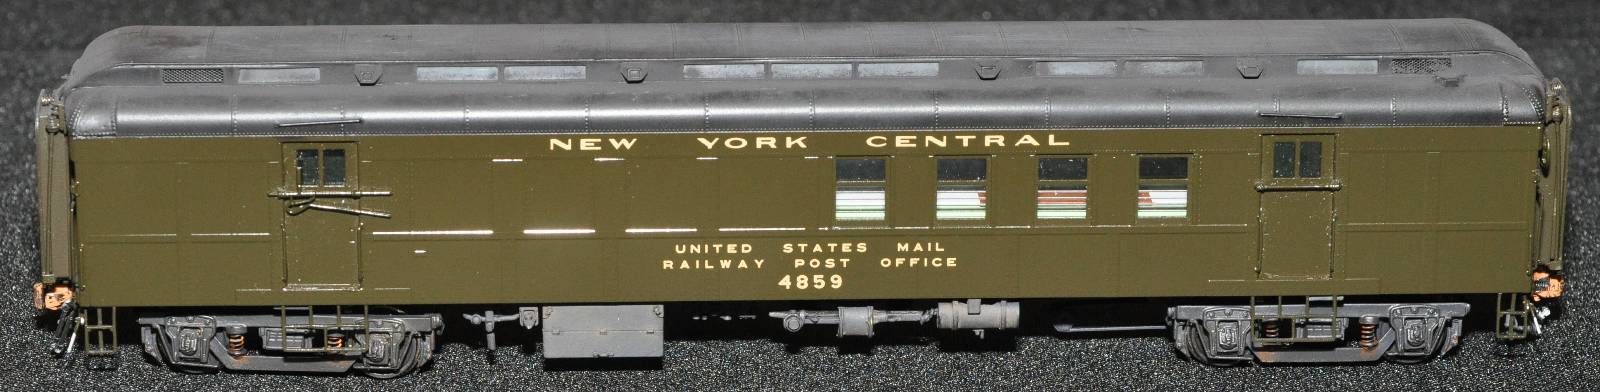 NEW YORK CENTRAL
UNITED STATES MAIL
RAILWAY POST OFFICE
4859